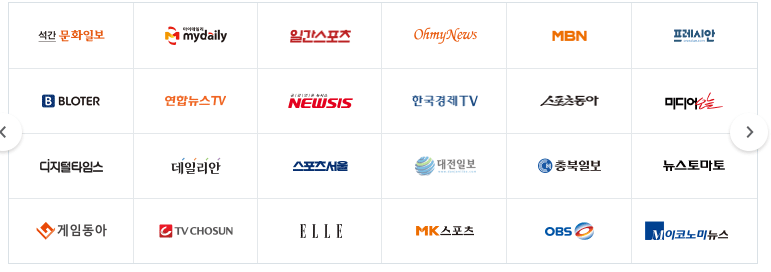 석간 문화일보
마이데일리
mydaily
일간스포츠
OhmyNews
MBN
프레시안
B BLOTER
연합뉴스TV
NEWSIS
한국경제TV
스포츠동아
미디어오늘
디지털타임스
데일리안
스포츠서울
대전일보
충북일보
뉴스토마토
게임동아
TV CHOSUN
ELLE
MK스포츠
OBS
M이코노미뉴스